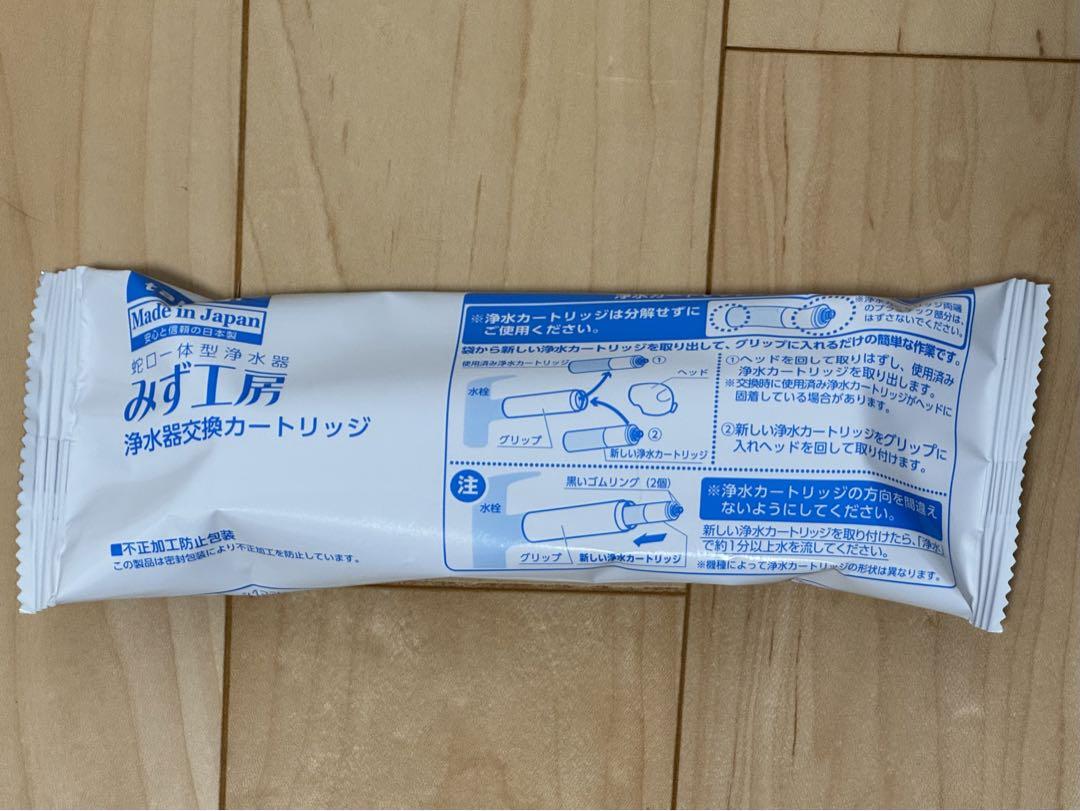 Made in Japan
安心と信頼の日本製
蛇口一体型浄水器
みず工房
浄水器交換カートリッジ
■不正加工防止包装
この製品は密封包装により不正加工を防止しています。
※浄水カートリッジは分解せずに
ご使用ください。
※浄水カートリッジ両端
のプラスチック部分は、
はずさないでください。
袋から新しい浄水カートリッジを取り出して、グリップに入れるだけの簡単な作業です。
使用済み浄水カートリッジ
①
水栓
ヘッド
グリップ
②
新しい浄水カートリッジ
①ヘッドを回して取りはずし、使用済み
浄水カートリッジを取り出します。
※交換時に使用済み浄水カートリッジがヘッドに
固着している場合があります。
②新しい浄水カートリッジをグリップに
入れヘッドを回して取り付けます。
注
黒いゴムリング(2個)
水栓
グリップ
新しい浄水カートリッジ
※浄水カートリッジの方向を間違え
ないようにしてください。
新しい浄水カートリッジを取り付けたら、「浄水」
で約1分以上水を流してください。
※機種によって浄水カートリッジの形状は異なります。